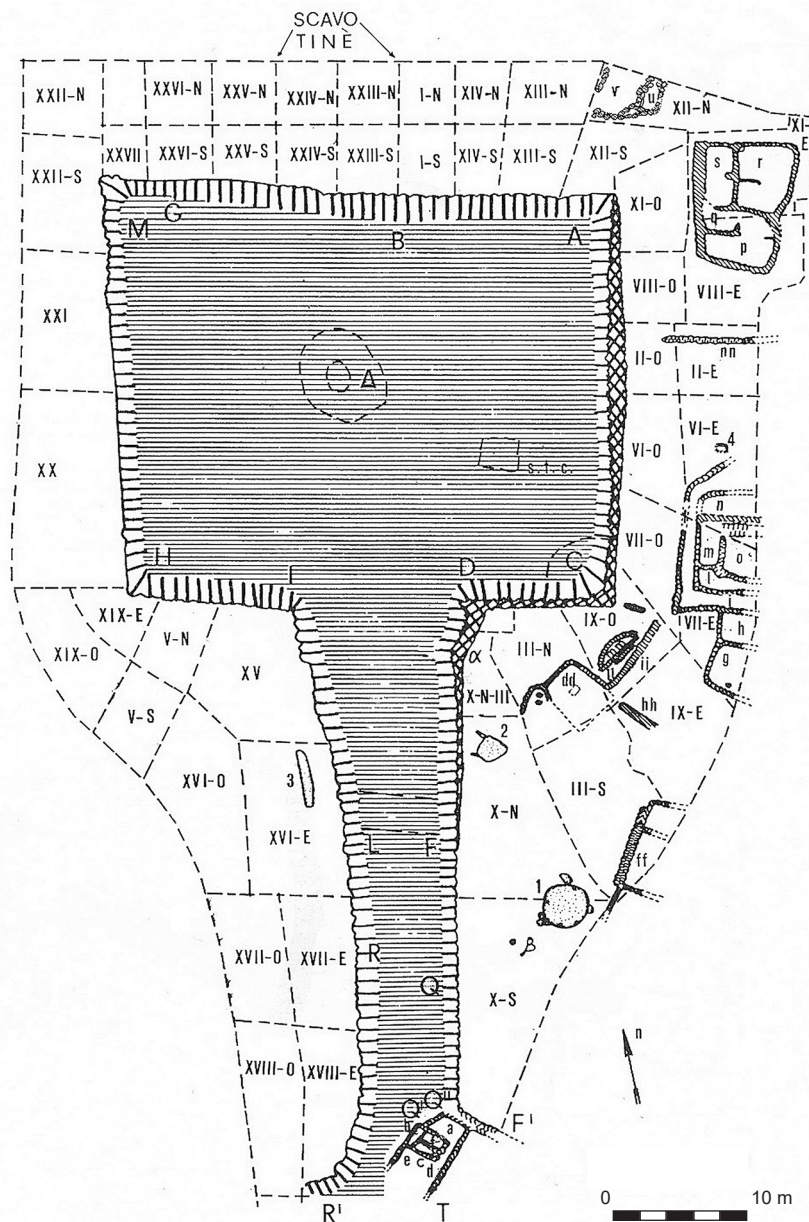 SCAVO
TINE
XXII-N XXVI-N XXV-N XXIV-N XXIII-N I-N XIV-N XIII-N
v u XII-N
XI-E
XXII-S XXVII XXVI-S XXV-S XXIV-S XXIII-S I-S XIV-S XIII-S XII-S
s r
XI-O
q
p
M G B A
VIII-O VIII-E
XXI
II-O nn II-E
A
VI-O VI-E 4
XX
s.t.c.
n
VII-O m o
l
i
H I D C
XIX-E V-N IX-O VII-E h
XIX-O XV α III-N ii g
dd
X-N-III hh IX-E
V-S
2
XVI-O 3 III-S
XVI-E X-N
L F ff
1
β
XVII-O XVII-E R
Q X-S
n
XVIII-O XVIII-E
Q' Q" F'
b a
e c d
R' T
0 10 m